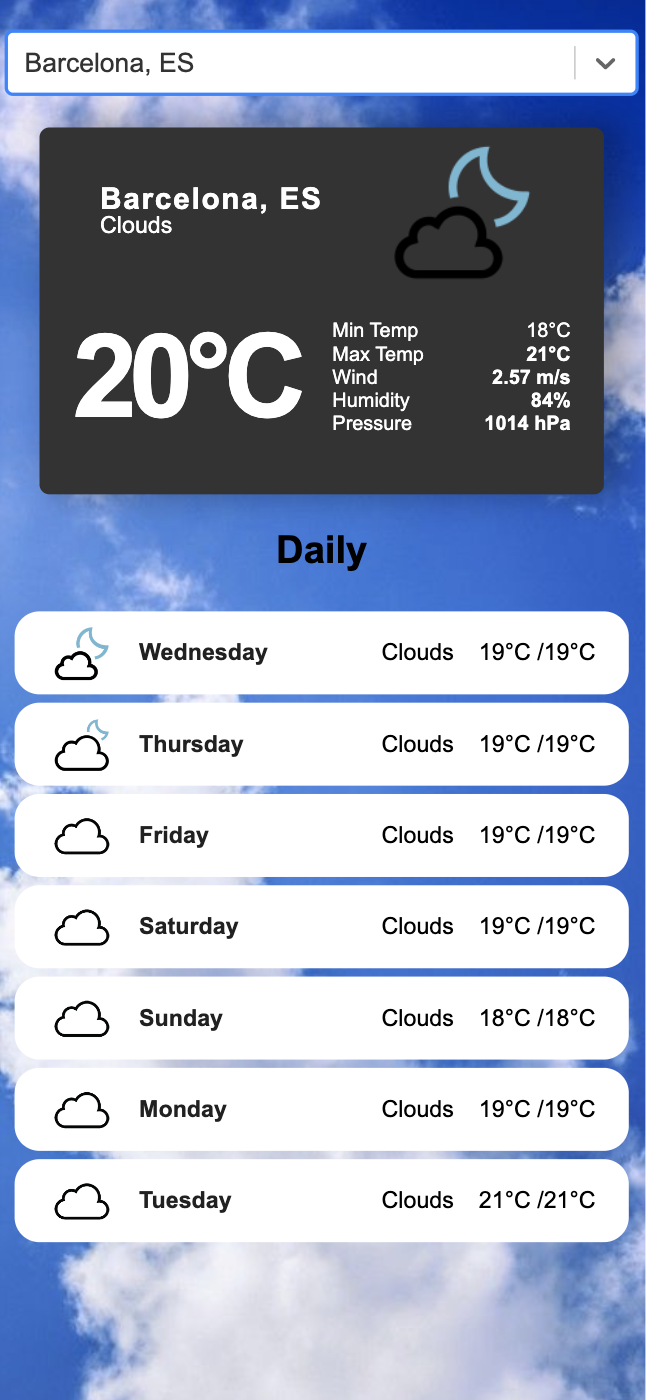 Barcelona, ES
Barcelona, ES
Clouds
20°C
Min Temp 18°C
Max Temp 21°C
Wind 2.57 m/s
Humidity 84%
Pressure 1014 hPa
Daily
Wednesday Clouds 19°C /19°C
Thursday Clouds 19°C /19°C
Friday Clouds 19°C /19°C
Saturday Clouds 19°C /19°C
Sunday Clouds 18°C /18°C
Monday Clouds 19°C /19°C
Tuesday Clouds 21°C /21°C